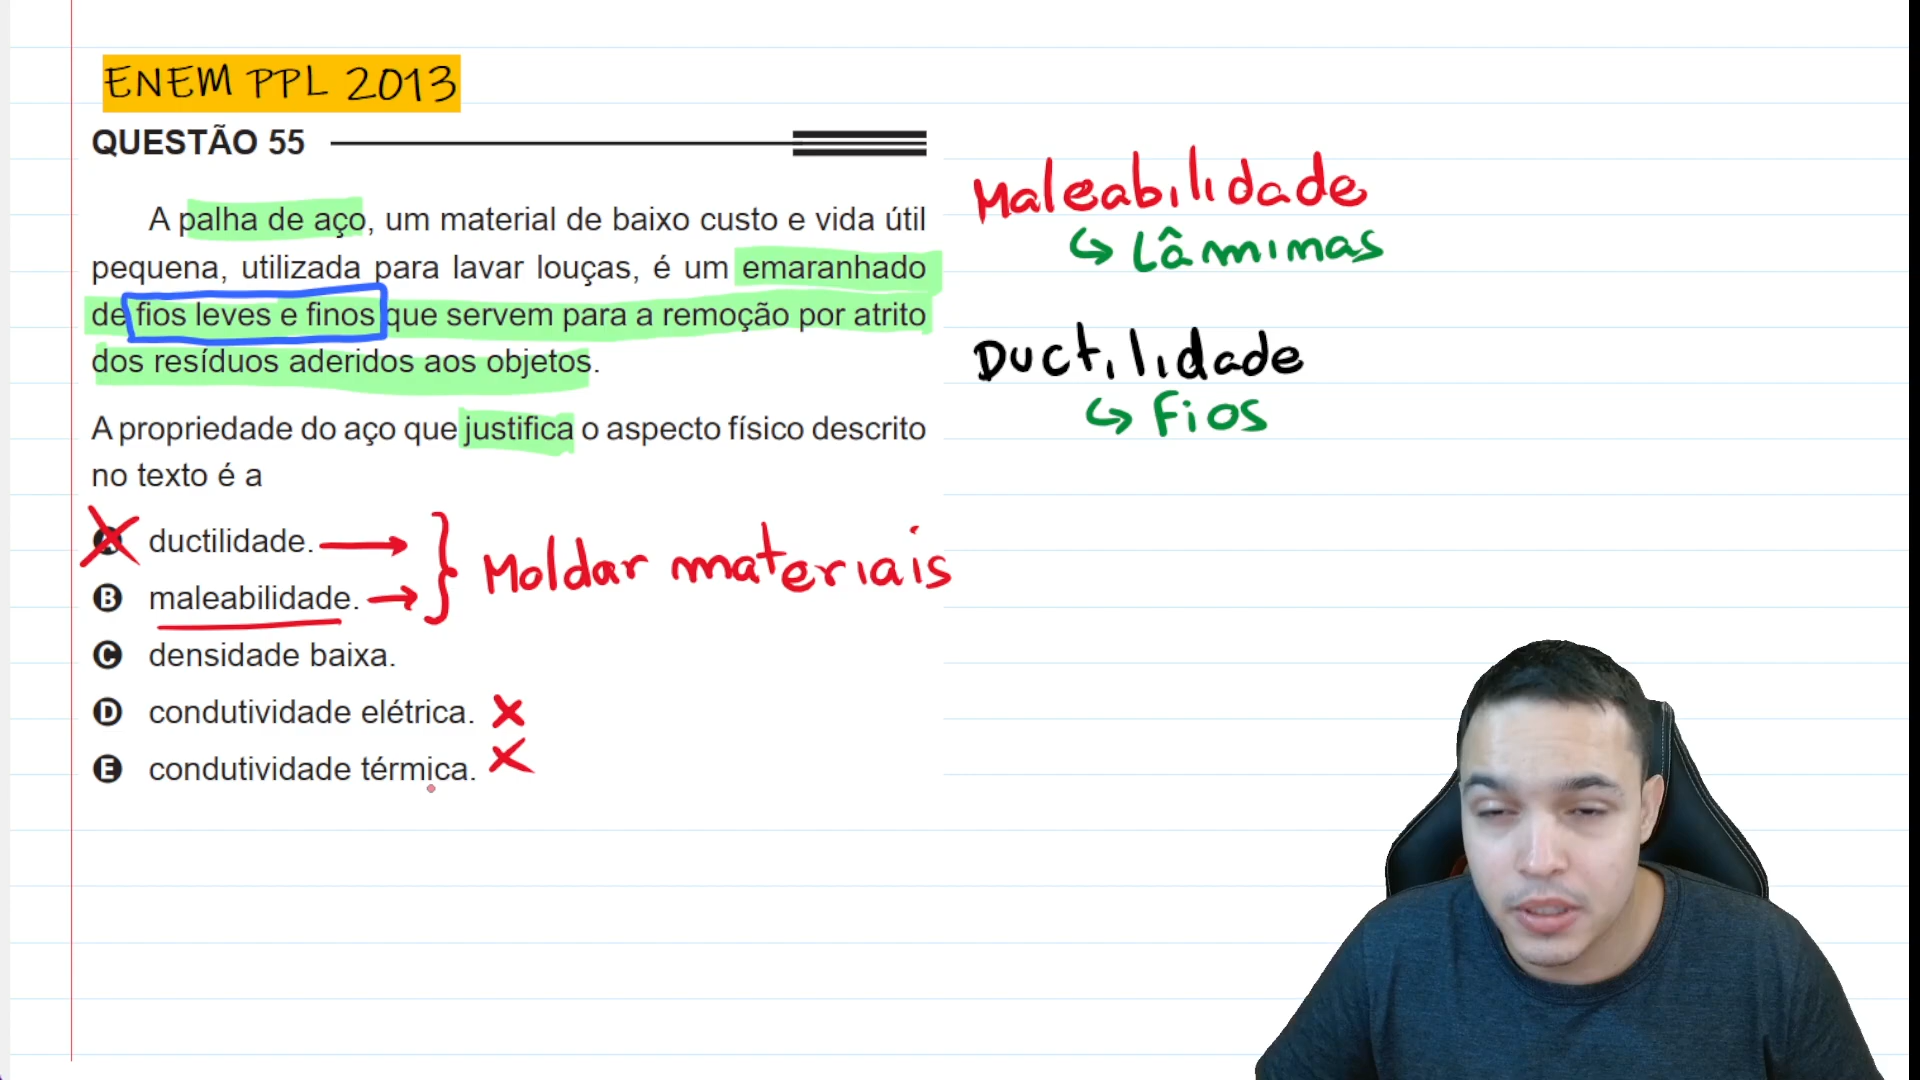 ENEM PPL 2013
QUESTÃO 55
A palha de aço, um material de baixo custo e vida útil
pequena, utilizada para lavar louças, é um emaranhado
de fios leves e finos que servem para a remoção por atrito
dos resíduos aderidos aos objetos.
A propriedade do aço que justifica o aspecto físico descrito
no texto é a
A ductilidade.
B maleabilidade.
C densidade baixa.
D condutividade elétrica.
E condutividade térmica.
Moldar materiais
Maleabilidade
Lâminas
Ductilidade
Fios